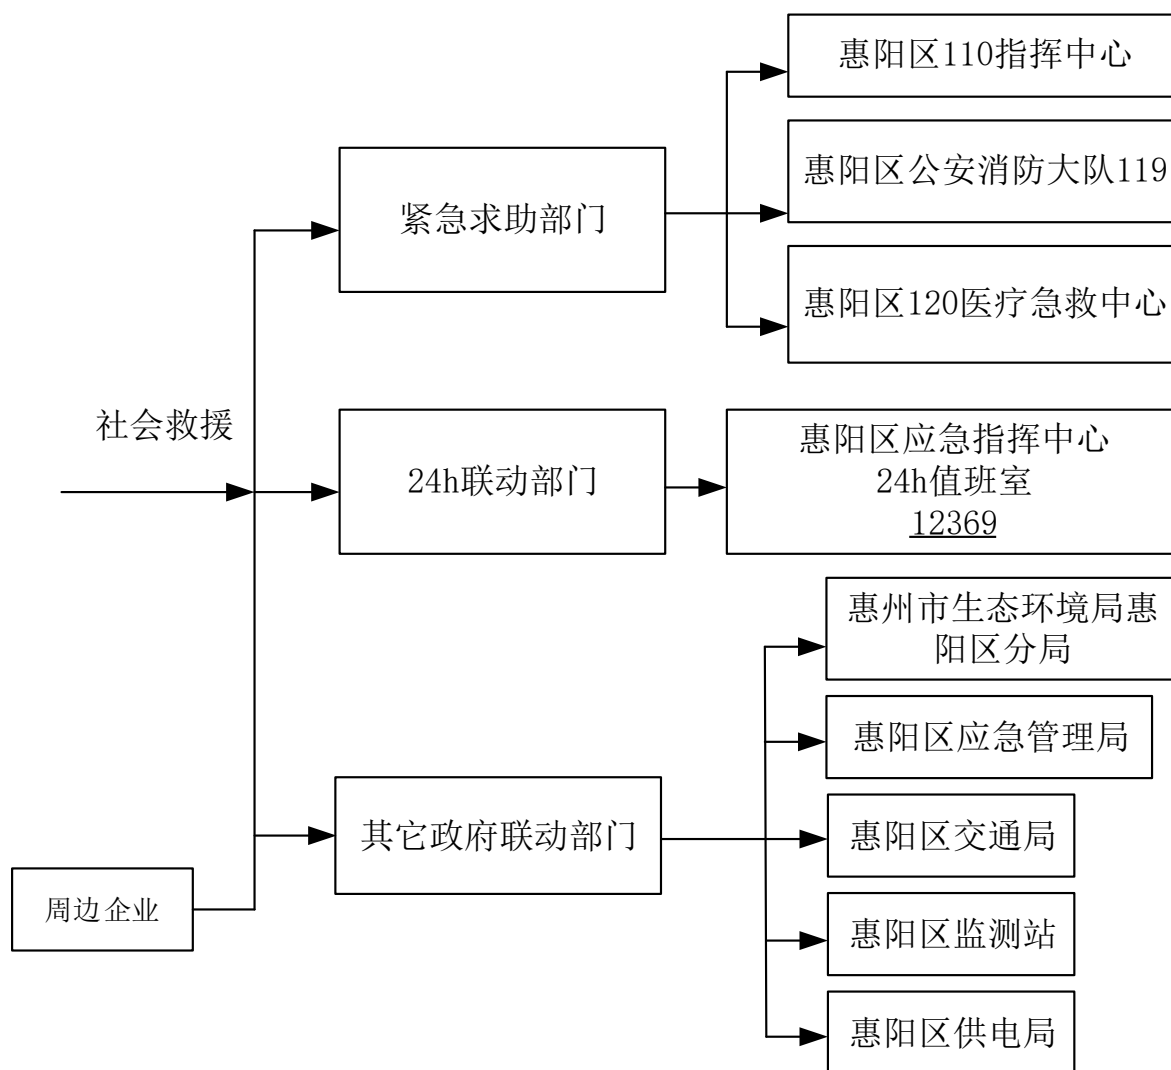 惠阳区110指挥中心
惠阳区公安消防大队119
紧急求助部门
惠阳区120医疗急救中心
社会救援
24h联动部门
惠阳区应急指挥中心
24h值班室
12369
惠州市生态环境局惠
阳区分局
惠阳区应急管理局
其它政府联动部门
惠阳区交通局
周边企业
惠阳区监测站
惠阳区供电局